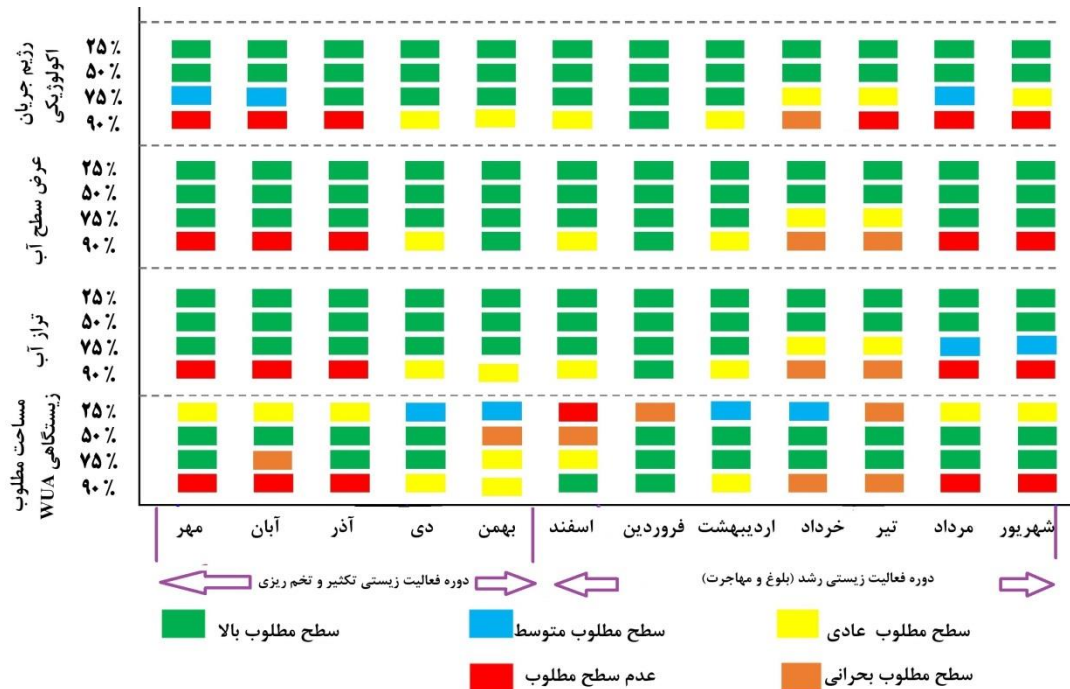 رژیم جریان
اکولوژیکی
۲۵٪
۵۰٪
۷۵٪
۹۰٪
عرض سطح آب
۲۵٪
۵۰٪
۷۵٪
۹۰٪
تراز آب
۲۵٪
۵۰٪
۷۵٪
۹۰٪
مساحت مطلوب
زیستگاهی WUA
۲۵٪
۵۰٪
۷۵٪
۹۰٪
مهر آبان آذر دی بهمن اسفند فروردین اردیبهشت خرداد تیر مرداد شهریور
دوره فعالیت زیستی تکثیر و تخم ریزی
دوره فعالیت زیستی رشد (بلوغ و مهاجرت)
سطح مطلوب بالا
سطح مطلوب متوسط
سطح مطلوب عادی
عدم سطح مطلوب
سطح مطلوب بحرانی